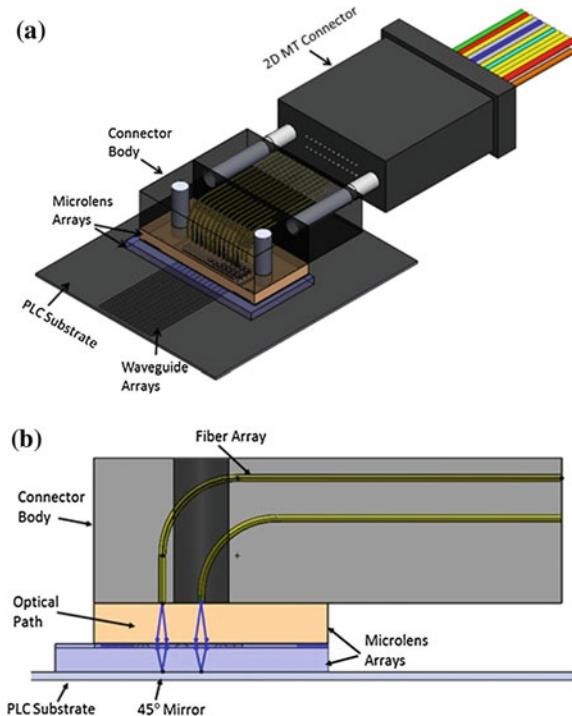 (a)
2D MT Connector
Connector
Body
Microlens
Arrays
PLC Substrate
Waveguide
Arrays
(b)
Fiber Array
Connector
Body
Optical
Path
Microlens
Arrays
PLC Substrate
45° Mirror